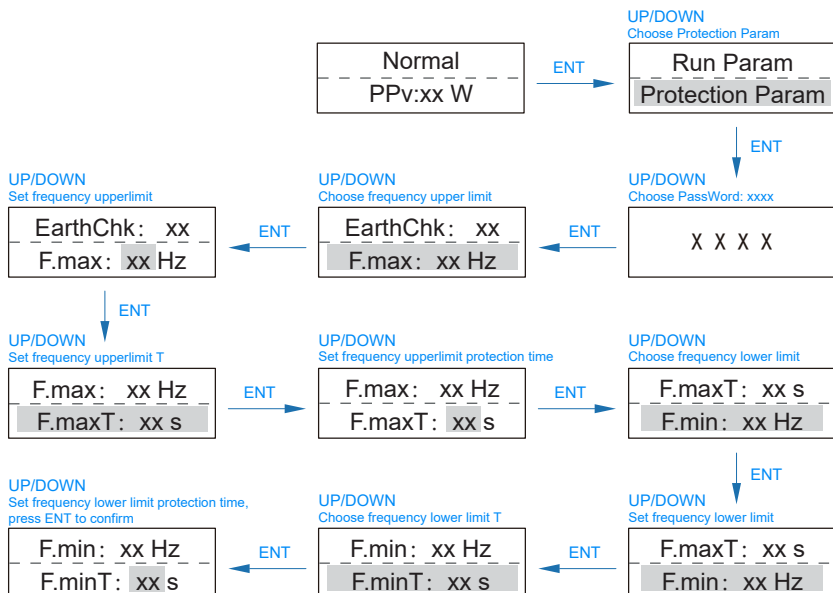 Normal
PPv:xx W
ENT
UP/DOWN
Choose Protection Param
Run Param
Protection Param
ENT
UP/DOWN
Choose PassWord: xxxx
X X X X
ENT
UP/DOWN
Choose frequency upper limit
EarthChk: xx
F.max: xx Hz
ENT
UP/DOWN
Set frequency upperlimit
EarthChk: xx
F.max: xx Hz
ENT
UP/DOWN
Set frequency upperlimit T
F.max: xx Hz
F.maxT: xx s
ENT
UP/DOWN
Set frequency upperlimit protection time
F.max: xx Hz
F.maxT: xx s
ENT
UP/DOWN
Choose frequency lower limit
F.maxT: xx s
F.min: xx Hz
ENT
UP/DOWN
Set frequency lower limit
F.maxT: xx s
F.min: xx Hz
ENT
UP/DOWN
Choose frequency lower limit T
F.min: xx Hz
F.minT: xx s
ENT
UP/DOWN
Set frequency lower limit protection time,
press ENT to confirm
F.min: xx Hz
F.minT: xx s